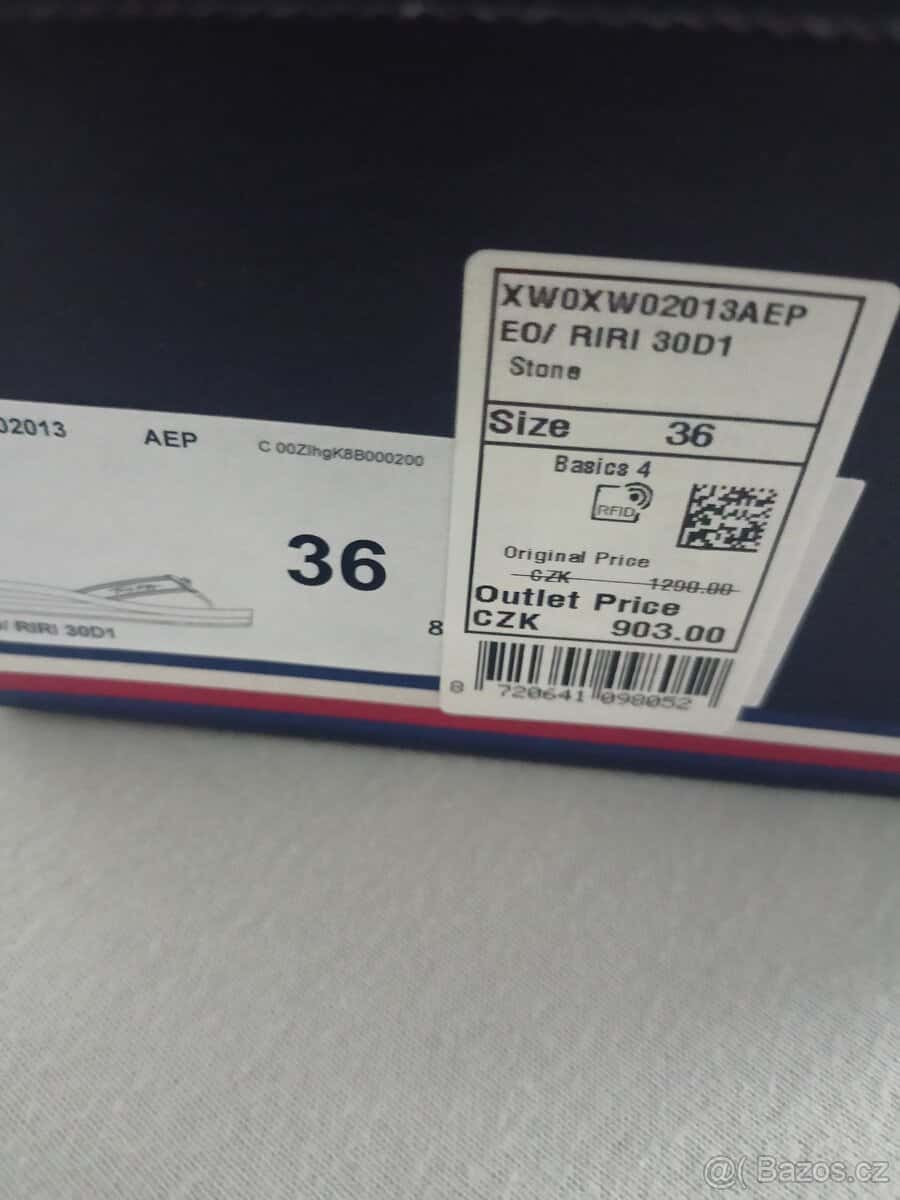 XW0XW02013AEP
EO/ RIRI 30D1
Stone
Size 36
Basics 4
RFID
Original Price
CZK 1290.00
Outlet Price
CZK 903.00
8 720641 098052
02013 AEP C 00ZlhgK8B000200
36
RIRI 30D1
8
@( Bazos.cz